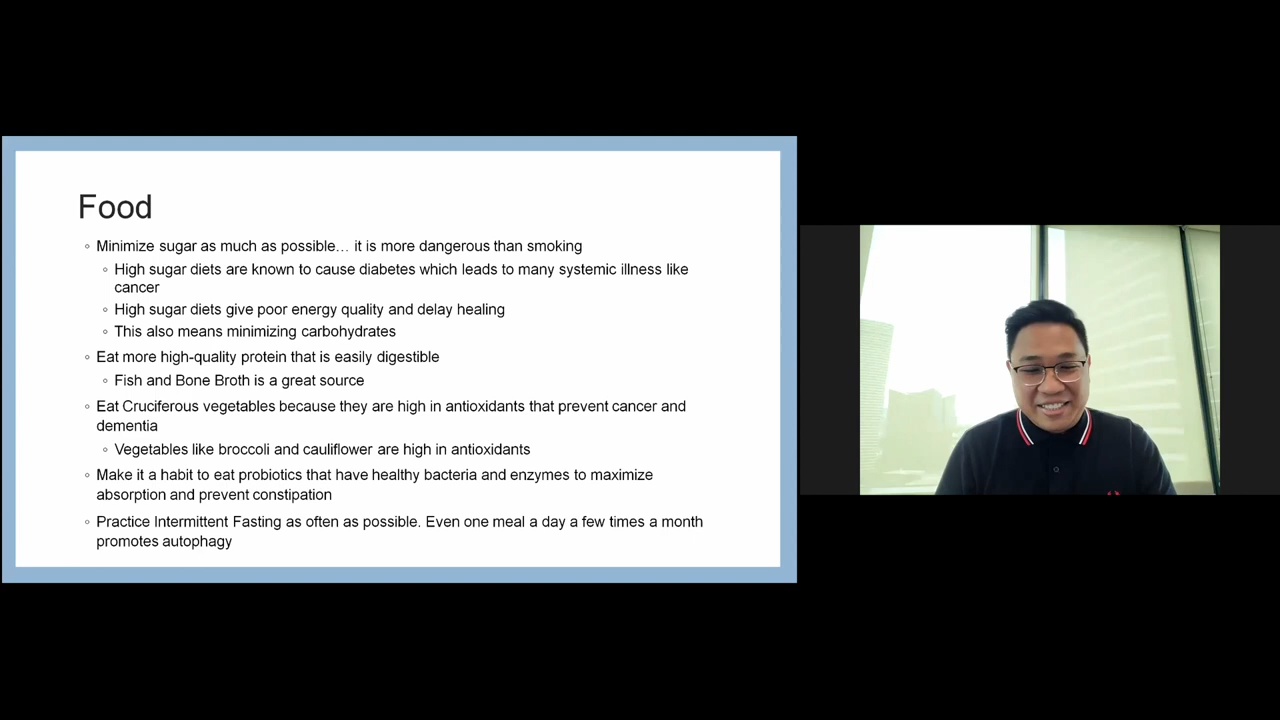 Food
Minimize sugar as much as possible… it is more dangerous than smoking
High sugar diets are known to cause diabetes which leads to many systemic illness like
cancer
High sugar diets give poor energy quality and delay healing
This also means minimizing carbohydrates
Eat more high-quality protein that is easily digestible
Fish and Bone Broth is a great source
Eat Cruciferous vegetables because they are high in antioxidants that prevent cancer and
dementia
Vegetables like broccoli and cauliflower are high in antioxidants
Make it a habit to eat probiotics that have healthy bacteria and enzymes to maximize
absorption and prevent constipation
Practice Intermittent Fasting as often as possible. Even one meal a day a few times a month
promotes autophagy